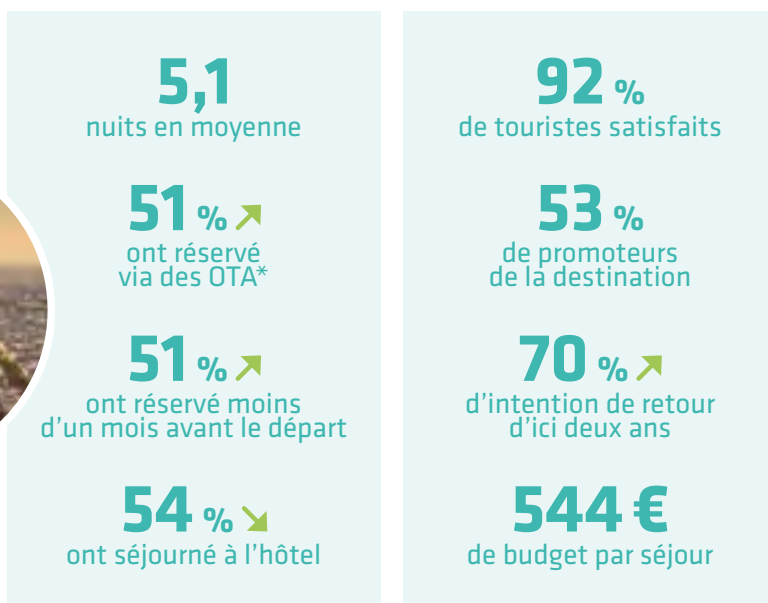 5,1
nuits en moyenne
51 %
ont réservé
via des OTA*
51 %
ont réservé moins
d'un mois avant le départ
54 %
ont séjourné à l'hôtel
92 %
de touristes satisfaits
53 %
de promoteurs
de la destination
70 %
d'intention de retour
d'ici deux ans
544 €
de budget par séjour